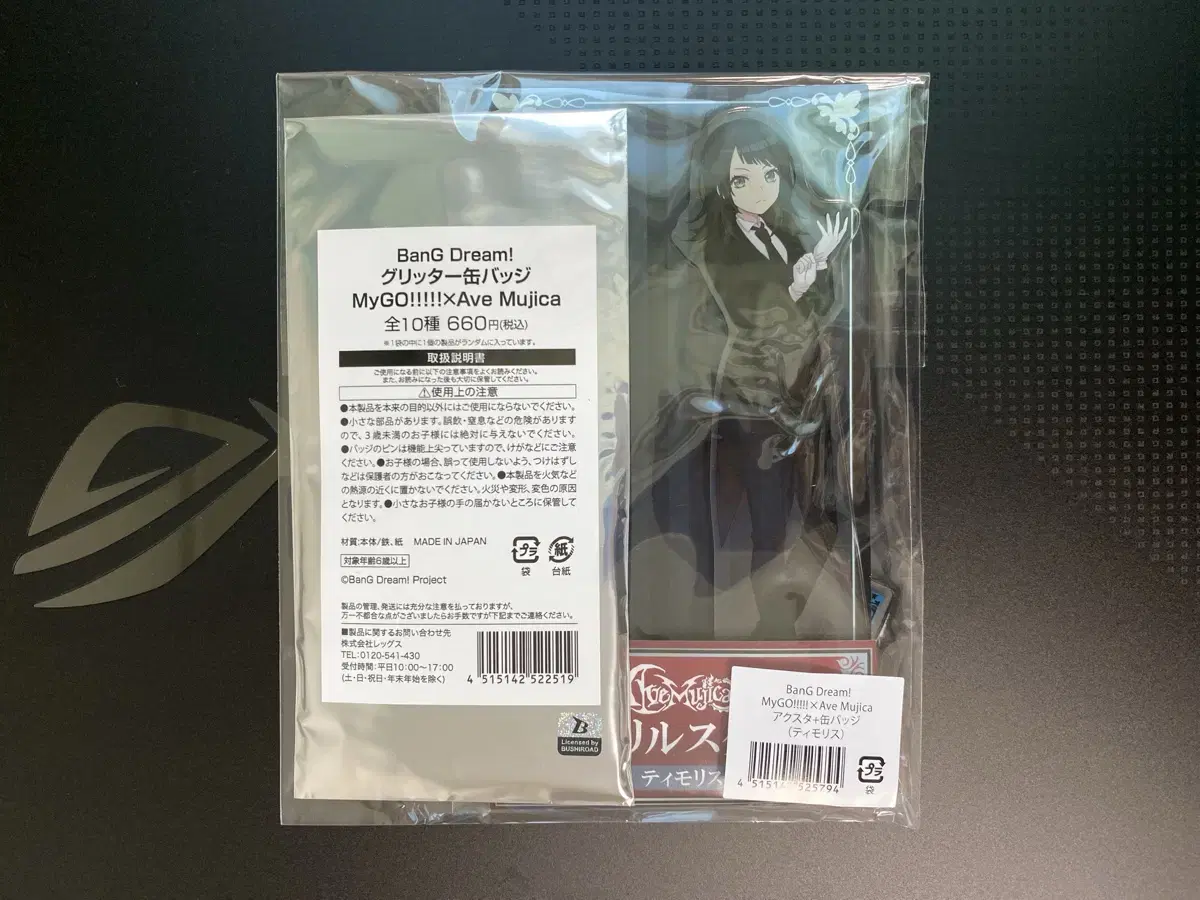 BanG Dream!
グリッター缶バッジ
MyGO!!!!!×Ave Mujica
全10種 660円(税込)
※1袋の中に1個の製品がランダムに入っています。
取扱説明書
ご使用になる前に以下の注意事項をよくお読みください。
また、お読みになった後も大切に保管してください。
⚠使用上の注意
●本製品を本来の目的以外にはご使用にならないでください。
●小さな部品があります。誤飲・窒息などの危険があります
ので、3歳未満のお子様には絶対に与えないでください。
●バッジのピンは機能上尖っていますので、けがなどにご注意
ください。●お子様の場合、誤って使用しないよう、つけはずし
などは保護者の方がおこなってください。●本製品を火気など
の熱源の近くに置かないでください。火災や変形、変色の原因
となります。●小さなお子様の手の届かないところに保管して
ください。
材質:本体/鉄、紙 MADE IN JAPAN
対象年齢6歳以上
©BanG Dream! Project
プラ
袋
紙
台紙
製品の管理、発送には充分な注意を払っておりますが、
万一不都合な点がございましたらお手数ですが下記までご連絡ください。
■製品に関するお問い合わせ先
株式会社レッグス
TEL:0120-541-430
受付時間:平日10:00～17:00
(土・日・祝日・年末年始を除く)
4 515142 522519
B
Licensed by
BUSHIROAD
Ave Mujica
リルス
ティモリス
BanG Dream!
MyGO!!!!!×Ave Mujica
アクスタ+缶バッジ
(ティモリス)
4 515142 525794
プラ
袋